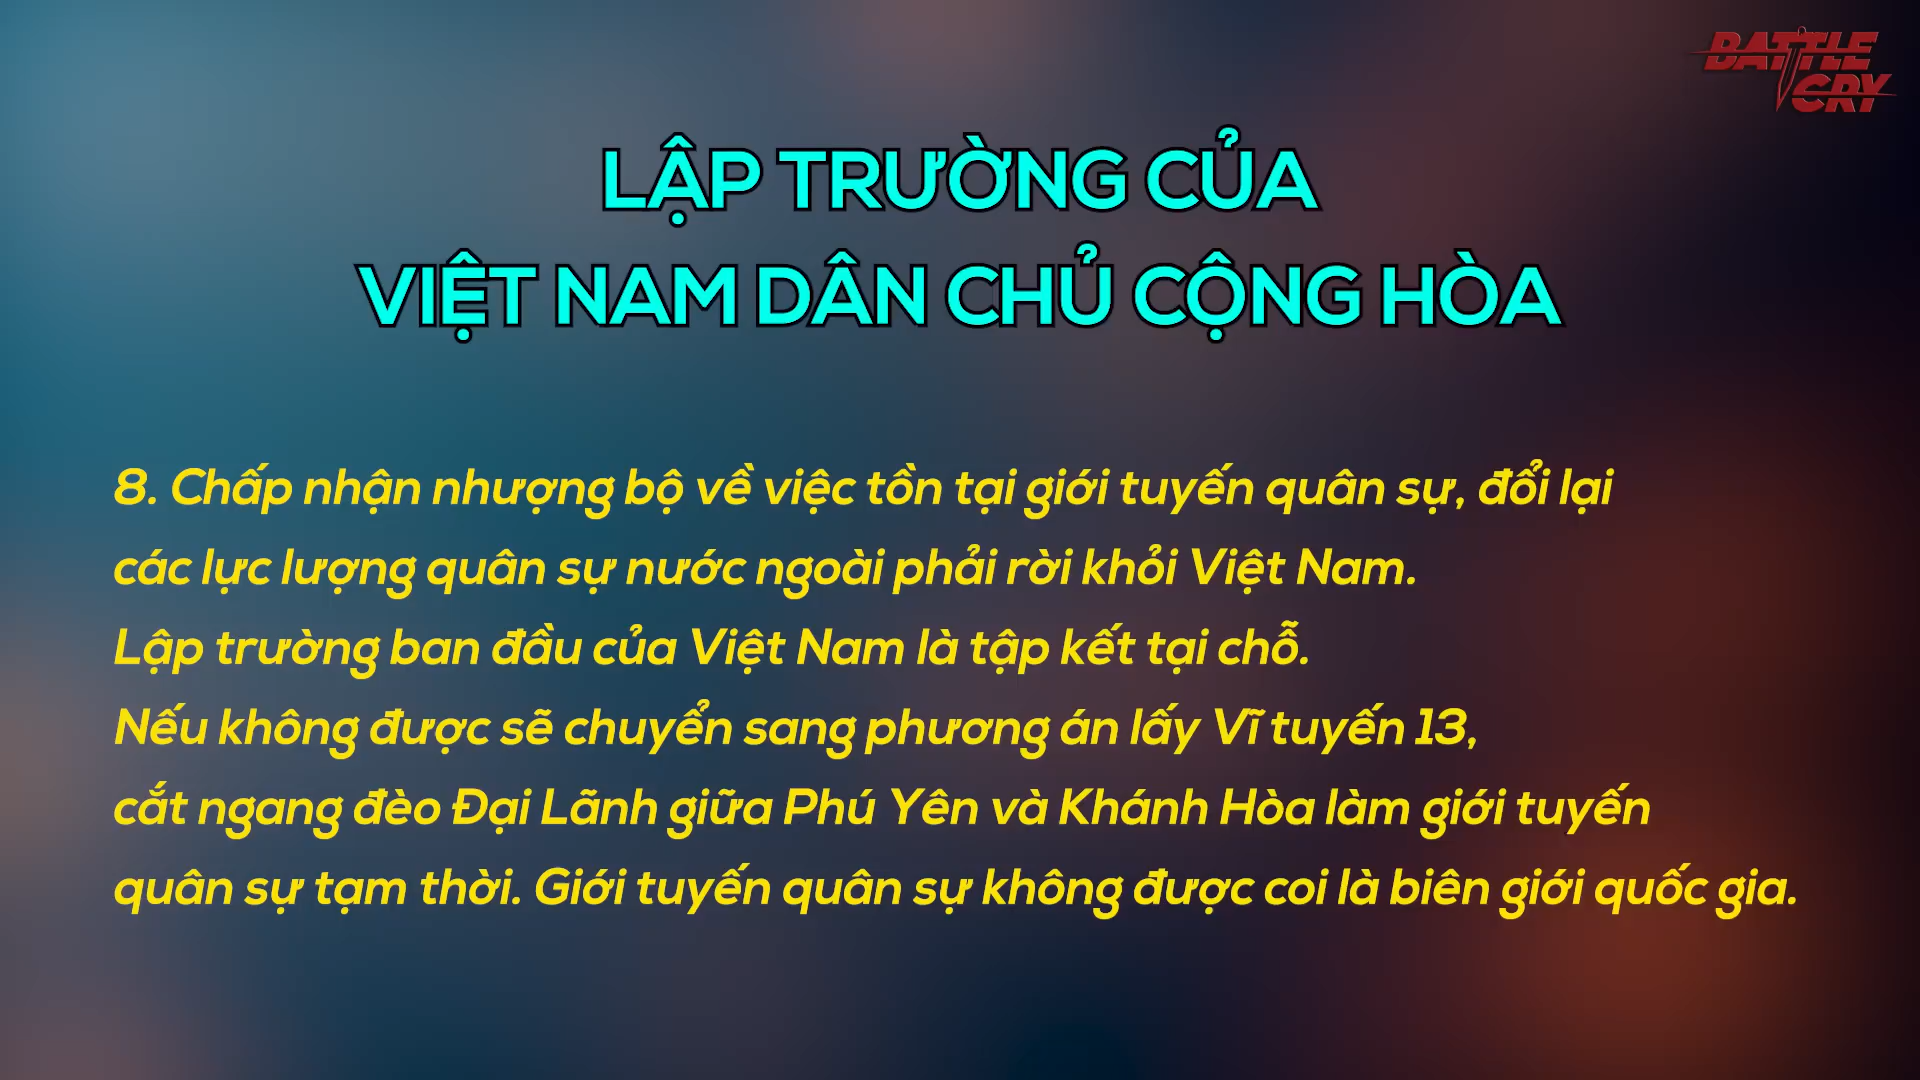 BATTLE
CRY
LẬP TRƯỜNG CỦA
VIỆT NAM DÂN CHỦ CỘNG HÒA
8. Chấp nhận nhượng bộ về việc tồn tại giới tuyến quân sự, đổi lại
các lực lượng quân sự nước ngoài phải rời khỏi Việt Nam.
Lập trường ban đầu của Việt Nam là tập kết tại chỗ.
Nếu không được sẽ chuyển sang phương án lấy Vĩ tuyến 13,
cắt ngang đèo Đại Lãnh giữa Phú Yên và Khánh Hòa làm giới tuyến
quân sự tạm thời. Giới tuyến quân sự không được coi là biên giới quốc gia.